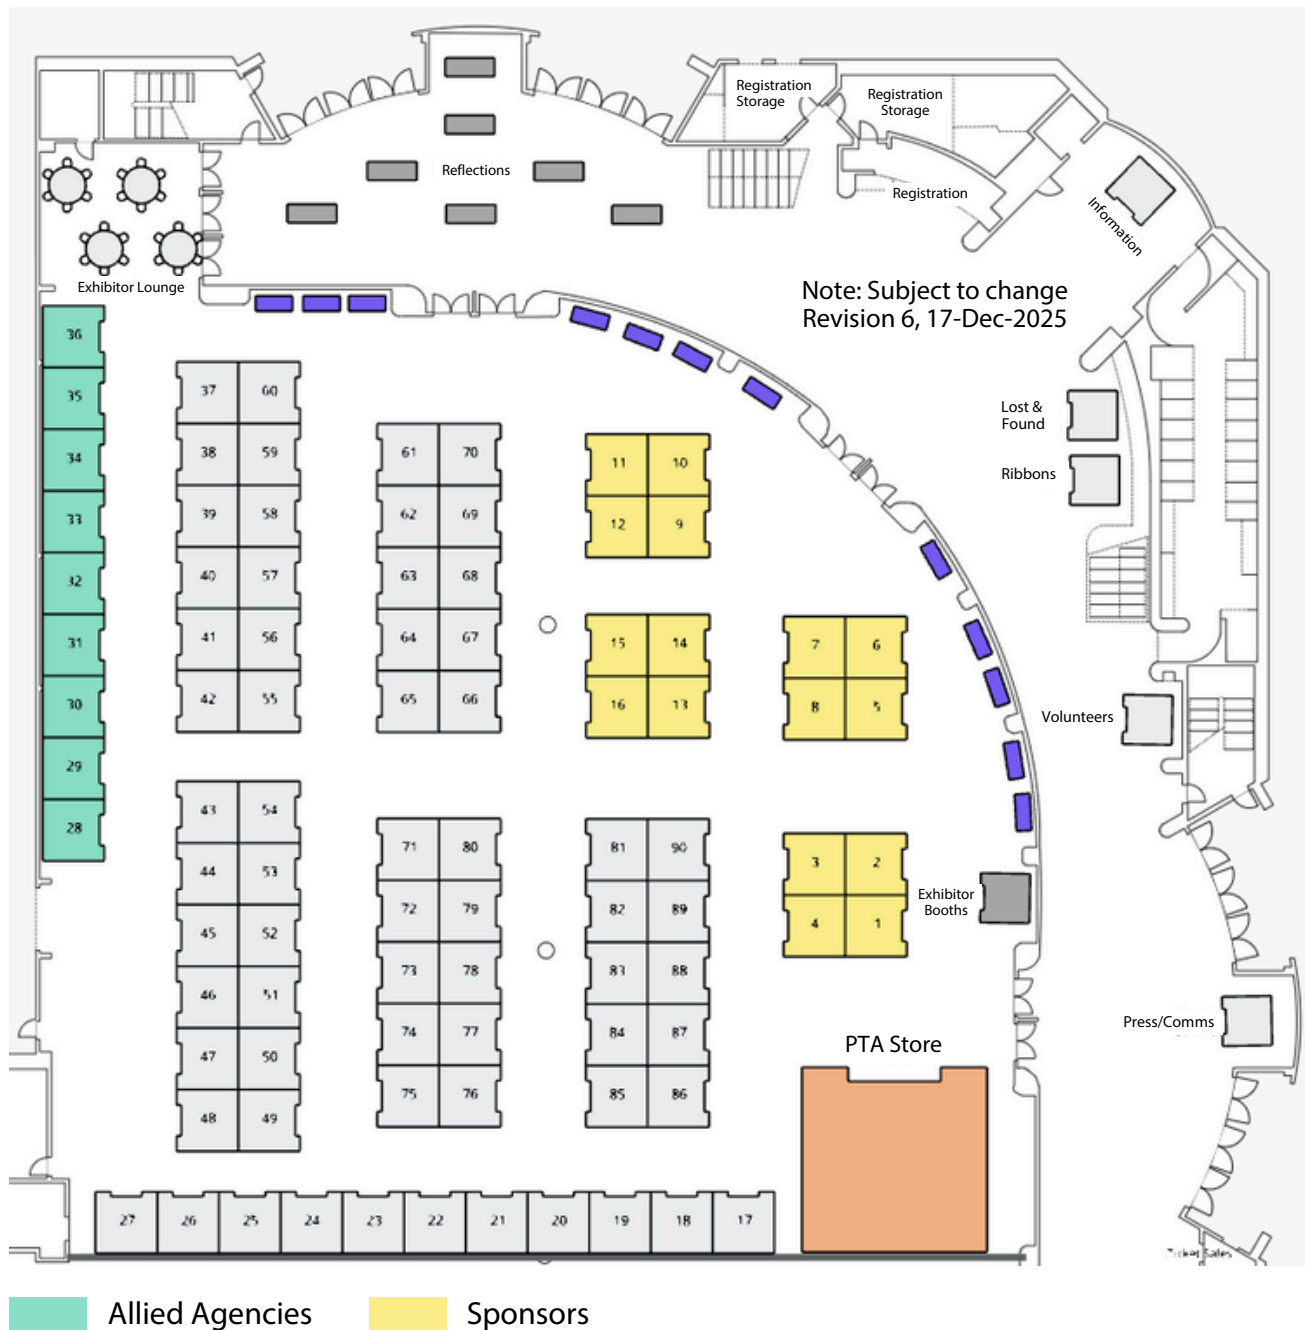 Registration
Storage
Registration
Storage
Reflections
Registration
Information
Exhibitor Lounge
Note: Subject to change
Revision 6, 17-Dec-2025
36
35
34
33
32
31
30
29
28
37 60
38 59
39 58
40 57
41 56
42 55
61 70
62 69
63 68
64 67
65 66
11 10
12 9
15 14
16 13
7 6
8 5
Lost &
Found
Ribbons
Volunteers
43 54
44 53
45 52
46 51
47 50
48 49
71 80
72 79
73 78
74 77
75 76
81 90
82 89
83 88
84 87
85 86
3 2
4 1
Exhibitor
Booths
Press/Comms
PTA Store
27 26 25 24 23 22 21 20 19 18 17
Ticket Sales
Allied Agencies
Sponsors